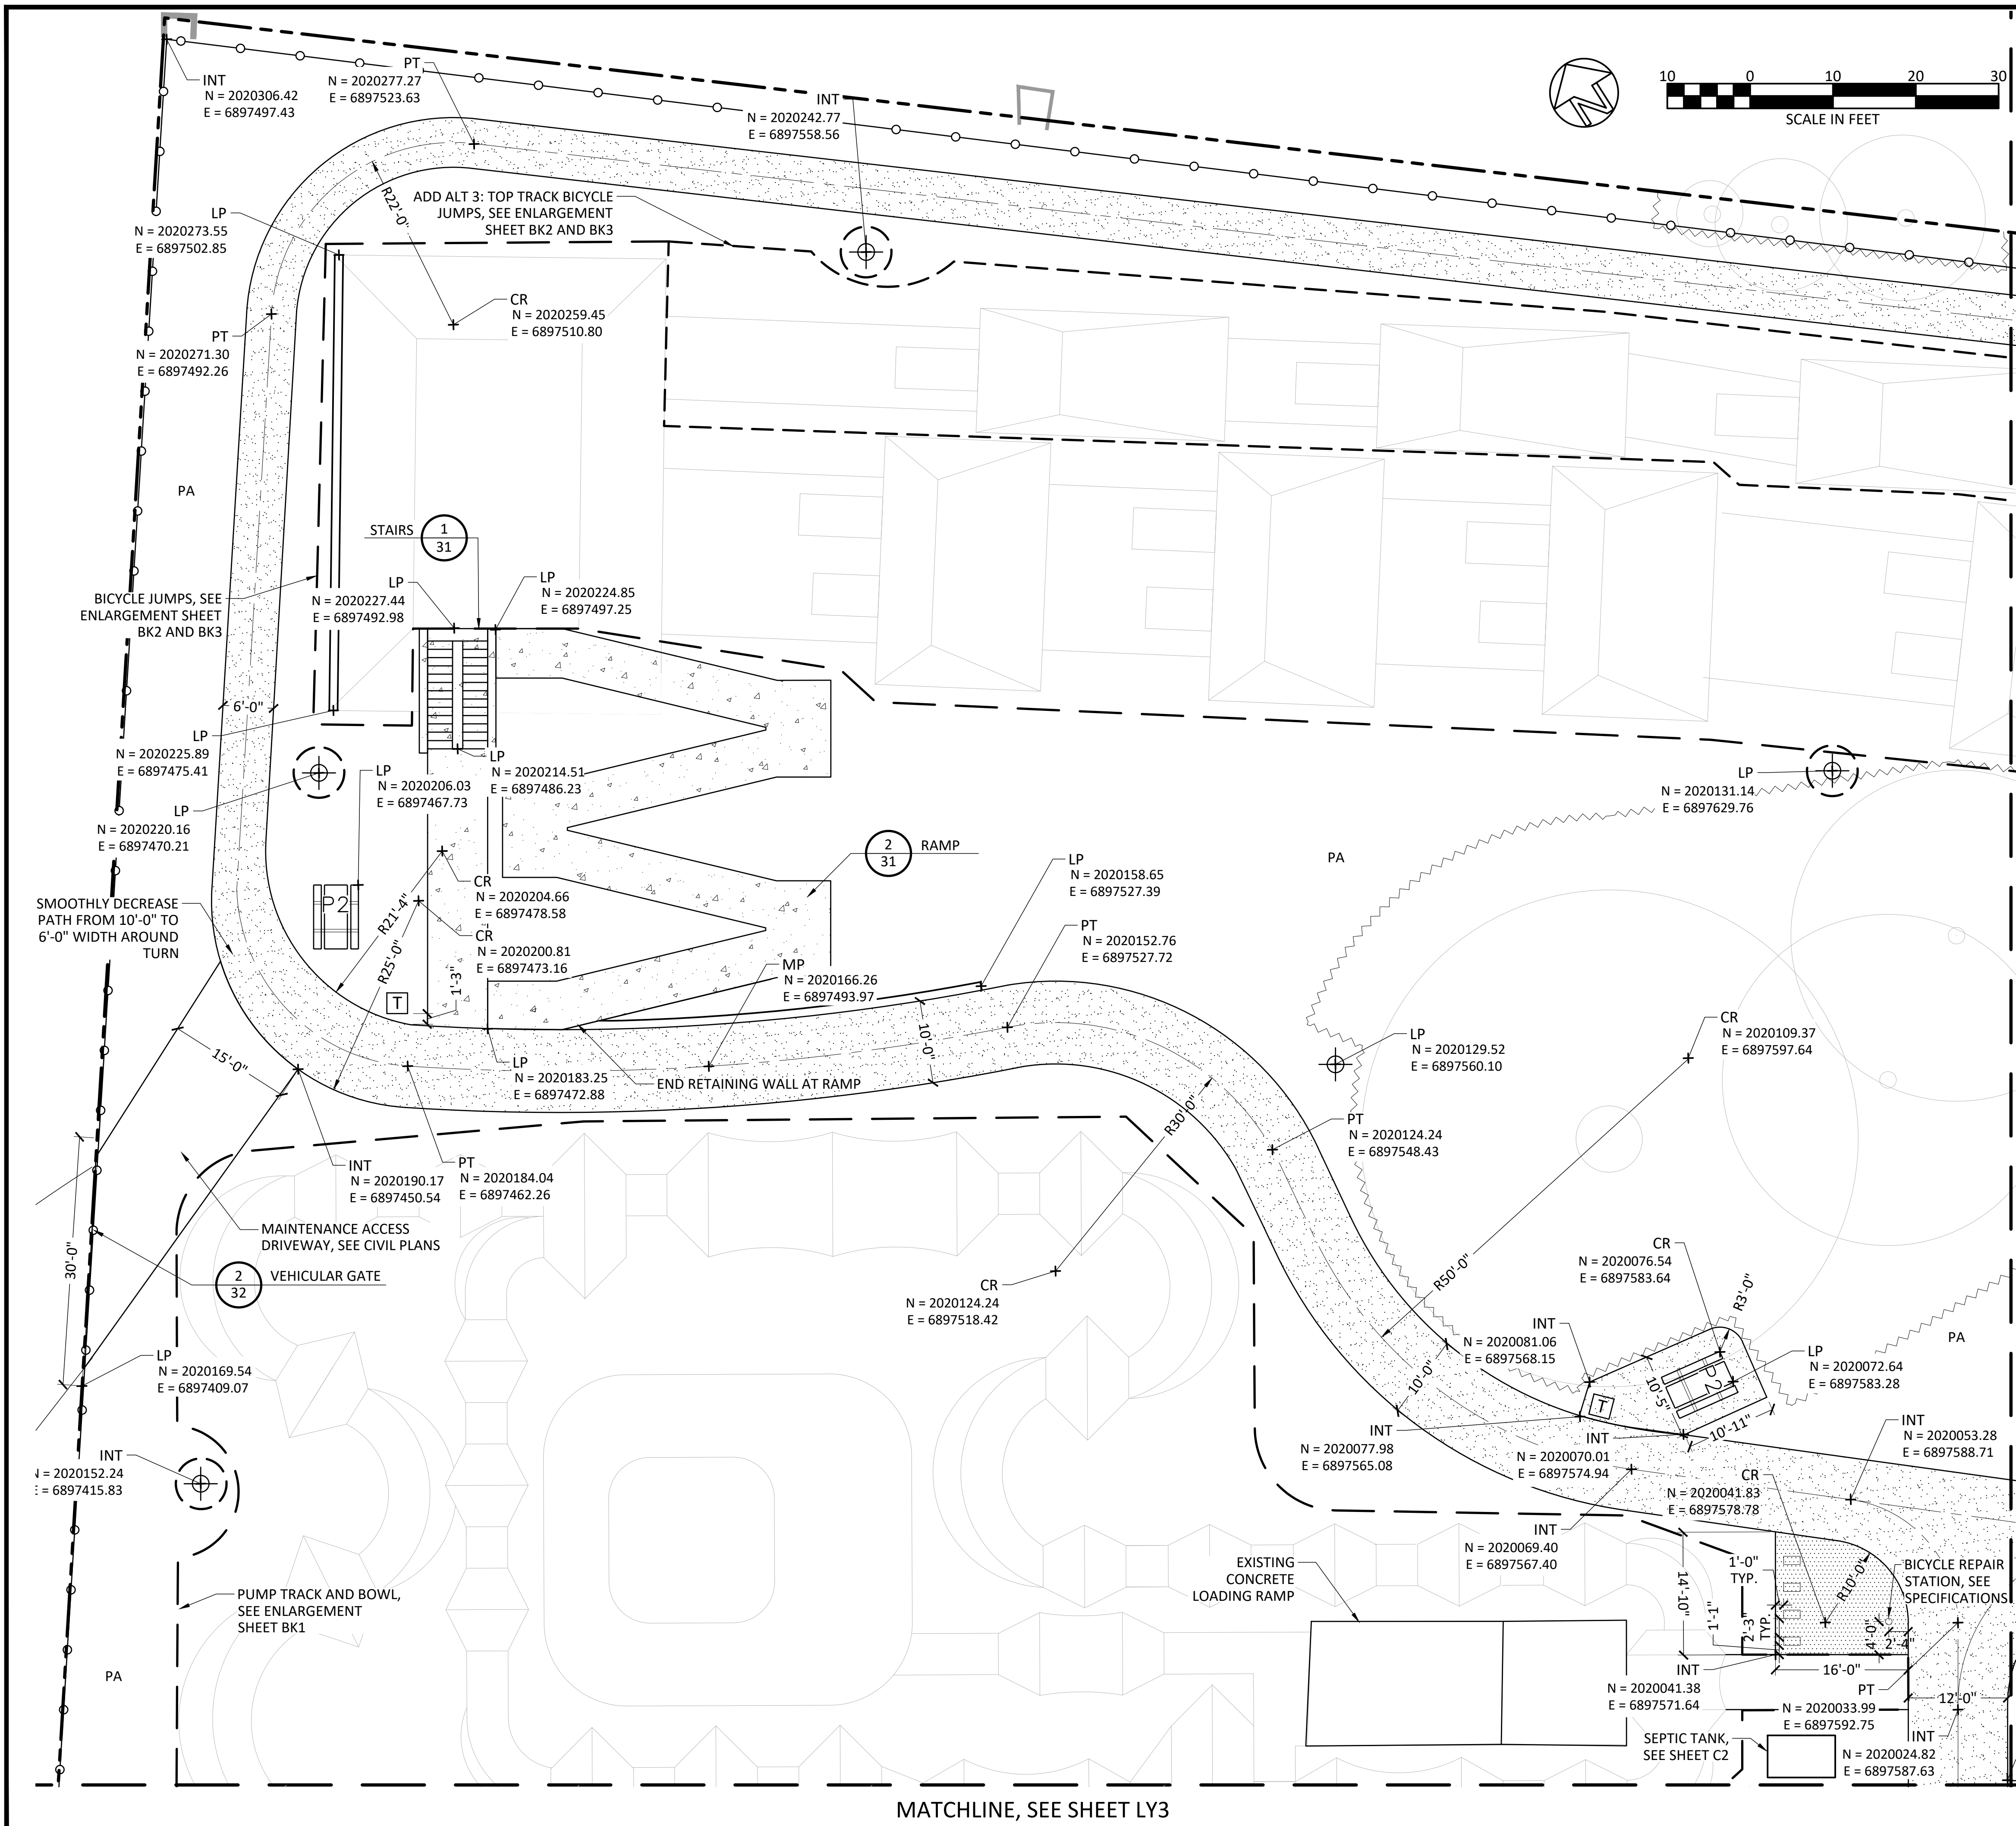 INT
N = 2020306.42
E = 6897497.43
PT
N = 2020277.27
E = 6897523.63
INT
N = 2020242.77
E = 6897558.56
N
10 0 10 20 30
SCALE IN FEET
ADD ALT 3: TOP TRACK BICYCLE
JUMPS, SEE ENLARGEMENT
SHEET BK2 AND BK3
R22'-0"
LP
N = 2020273.55
E = 6897502.85
CR
N = 2020259.45
E = 6897510.80
PT
N = 2020271.30
E = 6897492.26
PA
STAIRS
1
31
BICYCLE JUMPS, SEE
ENLARGEMENT SHEET
BK2 AND BK3
LP
N = 2020227.44
E = 6897492.98
LP
N = 2020224.85
E = 6897497.25
6'-0"
LP
N = 2020225.89
E = 6897475.41
LP
N = 2020206.03
E = 6897467.73
LP
N = 2020214.51
E = 6897486.23
LP
N = 2020220.16
E = 6897470.21
LP
N = 2020131.14
E = 6897629.76
2
31
RAMP
PA
SMOOTHLY DECREASE
PATH FROM 10'-0" TO
6'-0" WIDTH AROUND
TURN
P2
R21'-4"
CR
N = 2020204.66
E = 6897478.58
R25'-0"
CR
N = 2020200.81
E = 6897473.16
T
1'-3"
LP
N = 2020158.65
E = 6897527.39
PT
N = 2020152.76
E = 6897527.72
MP
N = 2020166.26
E = 6897493.97
10'-0"
LP
N = 2020129.52
E = 6897560.10
CR
N = 2020109.37
E = 6897597.64
15'-0"
LP
N = 2020183.25
E = 6897472.88
END RETAINING WALL AT RAMP
R30'-0"
PT
N = 2020124.24
E = 6897548.43
INT
N = 2020190.17
E = 6897450.54
PT
N = 2020184.04
E = 6897462.26
MAINTENANCE ACCESS
DRIVEWAY, SEE CIVIL PLANS
30'-0"
2
32
VEHICULAR GATE
CR
N = 2020124.24
E = 6897518.42
R50'-0"
CR
N = 2020076.54
E = 6897583.64
R3'-0"
INT
N = 2020081.06
E = 6897568.15
PA
LP
N = 2020169.54
E = 6897409.07
10'-0"
P2
10'-5"
T
10'-11"
LP
N = 2020072.64
E = 6897583.28
INT
N = 2020077.98
E = 6897565.08
INT
N = 2020070.01
E = 6897574.94
INT
N = 2020053.28
E = 6897588.71
INT
N = 2020152.24
E = 6897415.83
CR
N = 2020041.83
E = 6897578.78
INT
N = 2020069.40
E = 6897567.40
EXISTING
CONCRETE
LOADING RAMP
1'-0"
TYP.
14'-10"
1'-1"
2'-3"
TYP.
R10'-0"
BICYCLE REPAIR
STATION, SEE
SPECIFICATIONS
4'-0"
2'-4"
PUMP TRACK AND BOWL,
SEE ENLARGEMENT
SHEET BK1
PA
16'-0"
INT
N = 2020041.38
E = 6897571.64
PT
N = 2020033.99
E = 6897592.75
12'-0"
SEPTIC TANK,
SEE SHEET C2
INT
N = 2020024.82
E = 6897587.63
MATCHLINE, SEE SHEET LY3